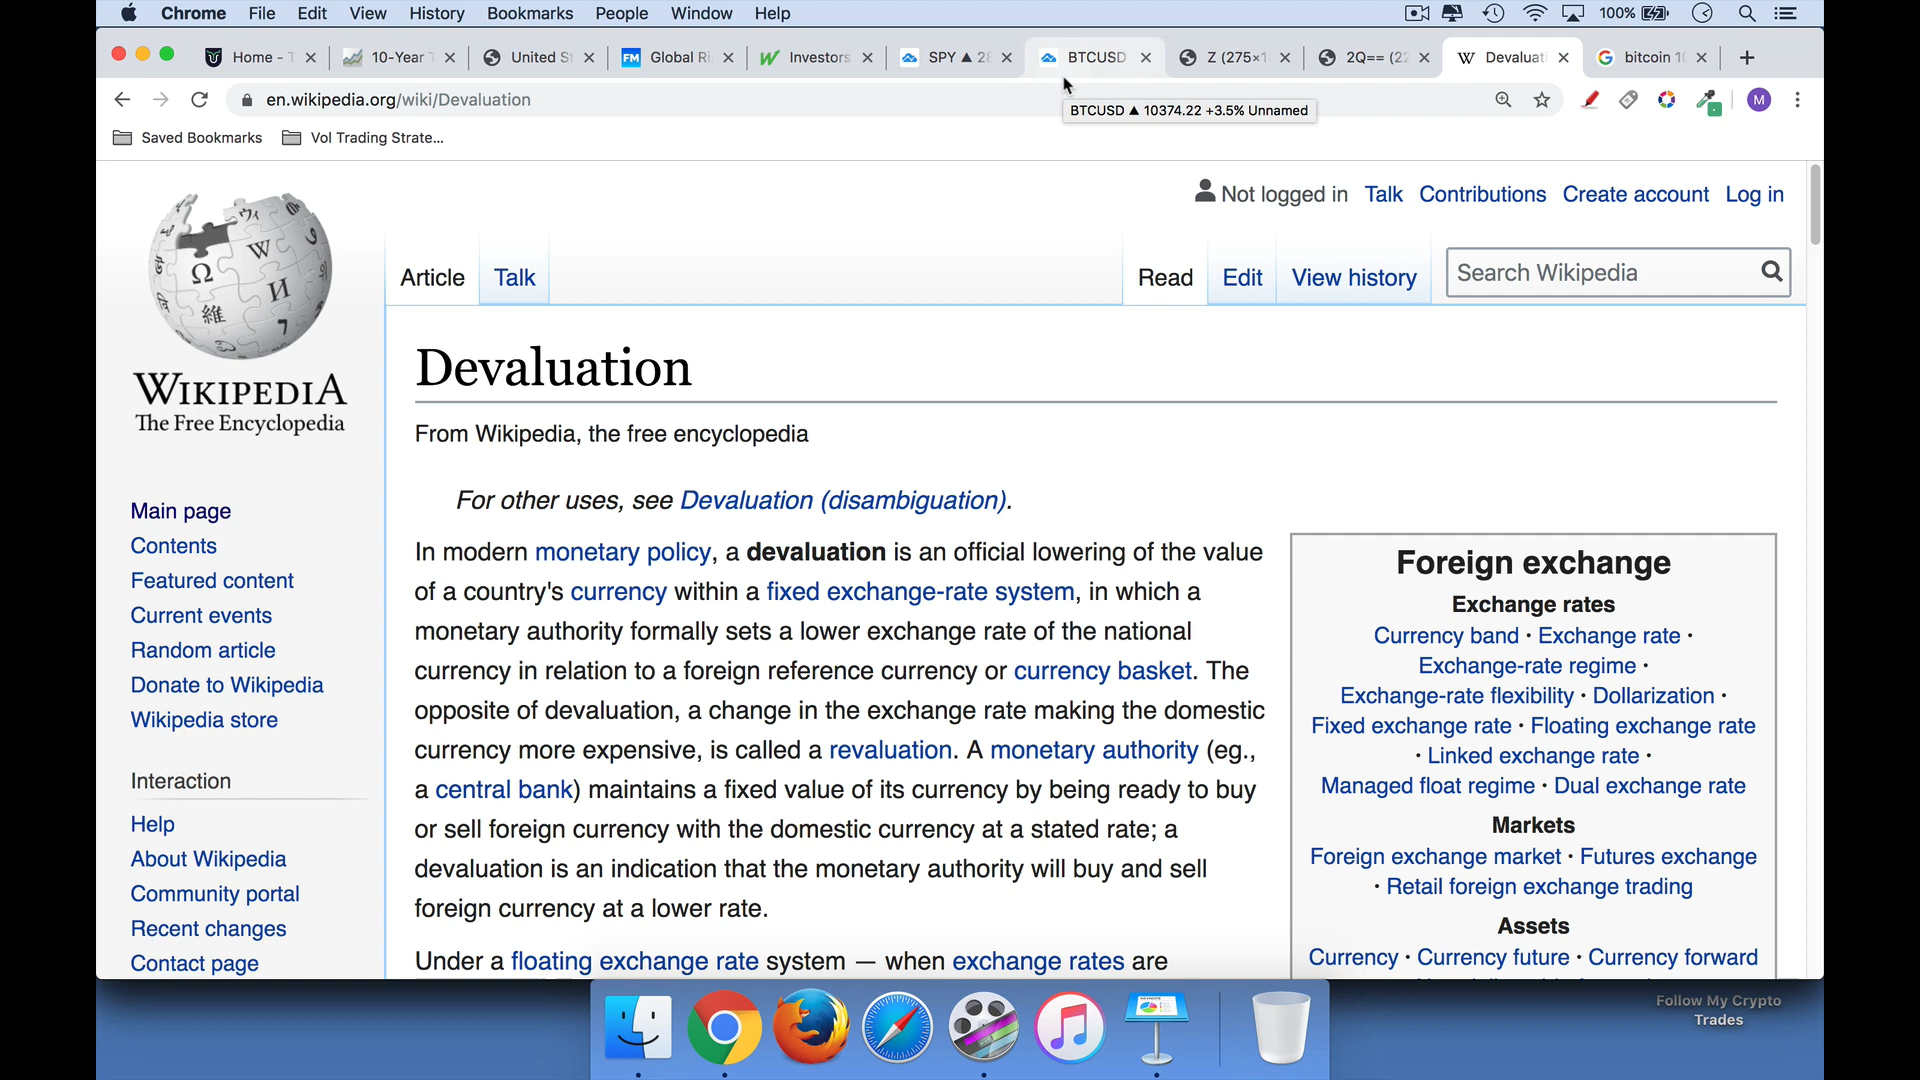 Chrome File Edit View History Bookmarks People Window Help 100%
Home - T 10-Year T United St Global Ri Investors SPY ▲ 28 BTCUSD Z (275×1 2Q== (22 Devaluati bitcoin 10
en.wikipedia.org/wiki/Devaluation M
BTCUSD ▲ 10374.22 +3.5% Unnamed
Saved Bookmarks Vol Trading Strate...
Not logged in Talk Contributions Create account Log in
Article Talk Read Edit View history Search Wikipedia
WIKIPEDIA
The Free Encyclopedia
Main page
Contents
Featured content
Current events
Random article
Donate to Wikipedia
Wikipedia store
Interaction
Help
About Wikipedia
Community portal
Recent changes
Contact page
Devaluation
From Wikipedia, the free encyclopedia
For other uses, see Devaluation (disambiguation).
In modern monetary policy, a devaluation is an official lowering of the value
of a country's currency within a fixed exchange-rate system, in which a
monetary authority formally sets a lower exchange rate of the national
currency in relation to a foreign reference currency or currency basket. The
opposite of devaluation, a change in the exchange rate making the domestic
currency more expensive, is called a revaluation. A monetary authority (eg.,
a central bank) maintains a fixed value of its currency by being ready to buy
or sell foreign currency with the domestic currency at a stated rate; a
devaluation is an indication that the monetary authority will buy and sell
foreign currency at a lower rate.
Under a floating exchange rate system — when exchange rates are
Foreign exchange
Exchange rates
Currency band · Exchange rate ·
Exchange-rate regime ·
Exchange-rate flexibility · Dollarization ·
Fixed exchange rate · Floating exchange rate
· Linked exchange rate ·
Managed float regime · Dual exchange rate
Markets
Foreign exchange market · Futures exchange
· Retail foreign exchange trading
Assets
Currency · Currency future · Currency forward
Follow My Crypto
Trades